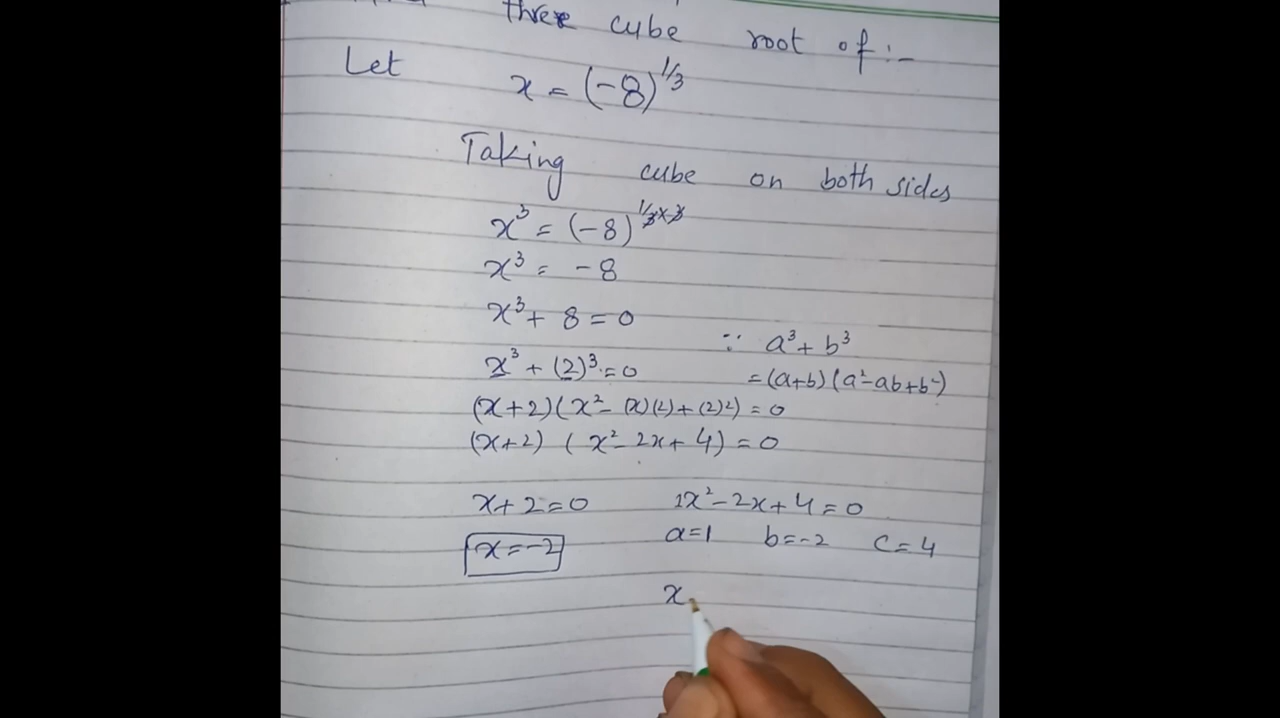 three cube root of :-
Let
x = (-8)^1/3
Taking cube on both sides
x³ = (-8)^1/3×3
x³ = -8
x³ + 8 = 0
∵ a³ + b³
x³ + (2)³ = 0
= (a+b) (a²-ab+b²)
(x+2) (x² - (x)(2) + (2)²) = 0
(x+2) (x² - 2x + 4) = 0
x + 2 = 0 1x² - 2x + 4 = 0
x = -2 a=1 b=-2 c=4
x